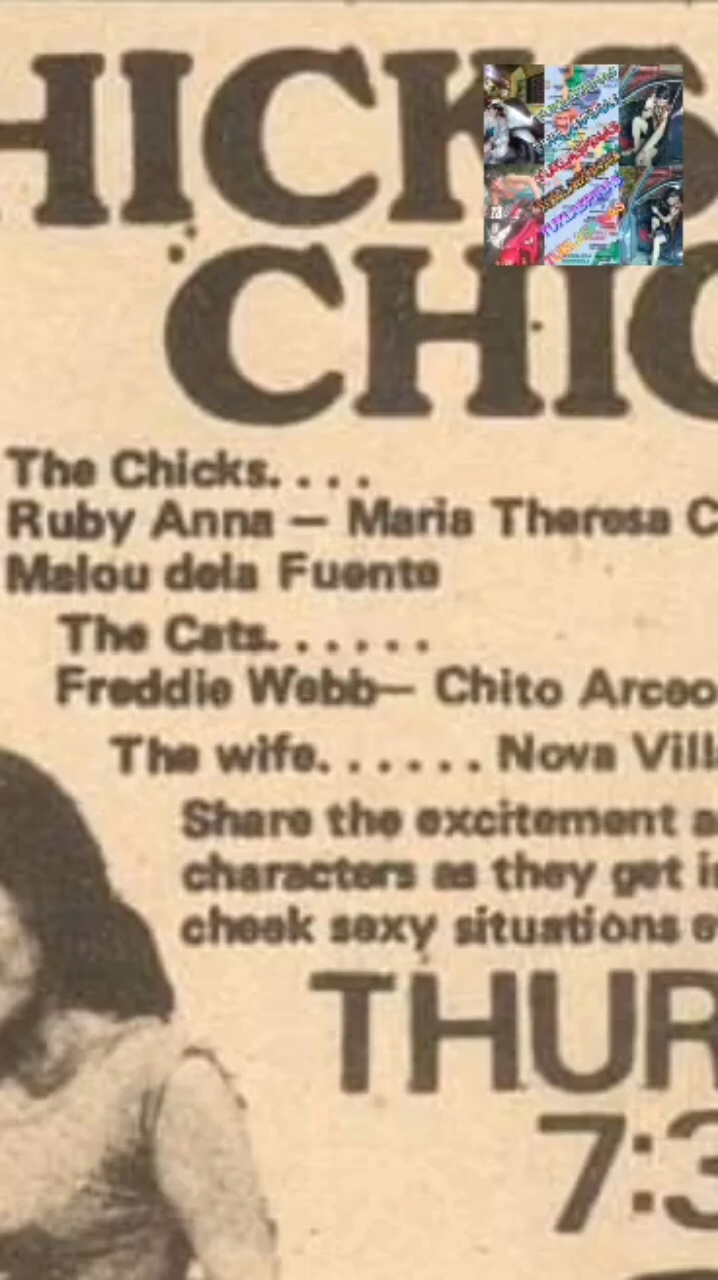 HICKS
CHIC
The Chicks. . . .
Ruby Anna — Maria Theresa C
Malou dela Fuente
The Cats. . . . . .
Freddie Webb— Chito Arceo
The wife. . . . . . Nova Vill
Share the excitement a
characters as they get i
cheek sexy situations e
THUR
7:3